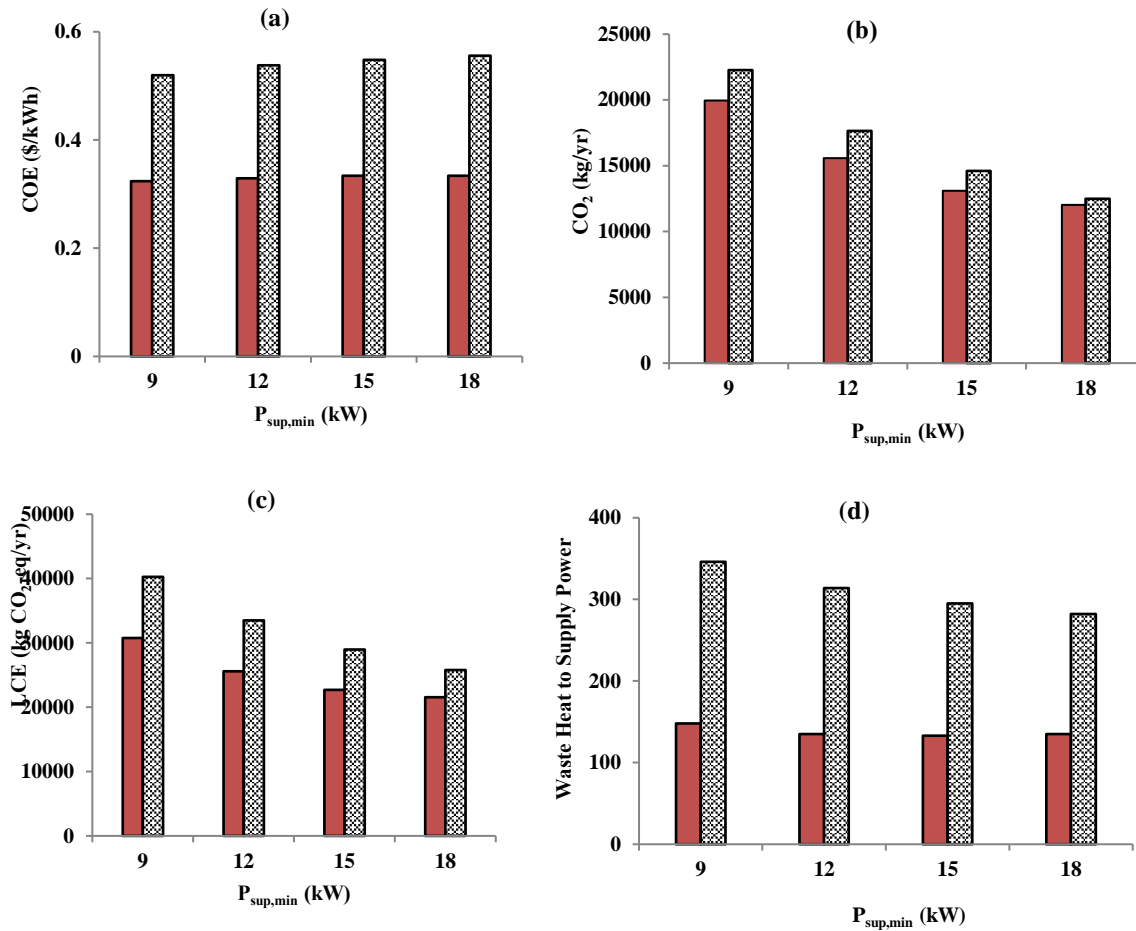 (a)
COE ($/kWh)
0.6
0.4
0.2
0
9 12 15 18
P_sup,min (kW)
(b)
CO₂ (kg/yr)
25000
20000
15000
10000
5000
0
9 12 15 18
P_sup,min (kW)
(c)
LCE (kg CO₂-eq/yr)
50000
40000
30000
20000
10000
0
9 12 15 18
P_sup,min (kW)
(d)
Waste Heat to Supply Power
400
300
200
100
0
9 12 15 18
P_sup,min (kW)